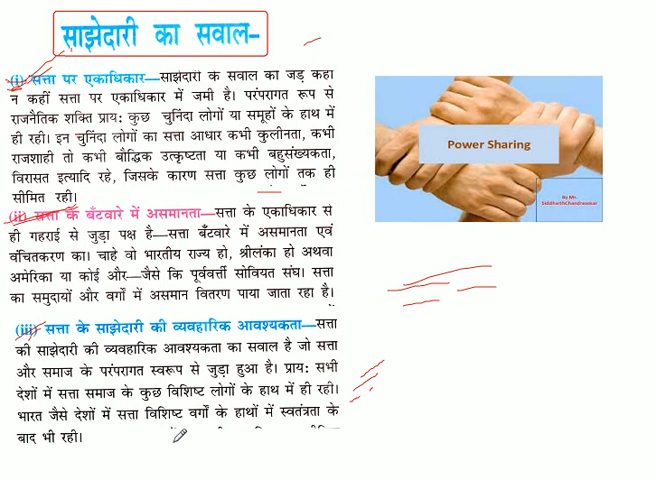 साझेदारी का सवाल–
(i) सत्ता पर एकाधिकार—साझेदारी के सवाल का जड़ कहा
न कहीं सत्ता पर एकाधिकार में जमी है। परंपरागत रूप से
राजनैतिक शक्ति प्राय: कुछ चुनिंदा लोगों या समूहों के हाथ में
ही रही। इन चुनिंदा लोगों का सत्ता आधार कभी कुलीनता, कभी
राजशाही तो कभी बौद्धिक उत्कृष्टता या कभी बहुसंख्यकता,
विरासत इत्यादि रहे, जिसके कारण सत्ता कुछ लोगों तक ही
सीमित रही।
(ii) सत्ता के बँटवारे में असमानता—सत्ता के एकाधिकार से
ही गहराई से जुड़ा पक्ष है—सत्ता बँटवारे में असमानता एवं
वंचितकरण का। चाहे वो भारतीय राज्य हो, श्रीलंका हो अथवा
अमेरिका या कोई और—जैसे कि पूर्ववर्त्ती सोवियत संघ। सत्ता
का समुदायों और वर्गों में असमान वितरण पाया जाता रहा है।
(iii) सत्ता के साझेदारी की व्यवहारिक आवश्यकता—सत्ता
की साझेदारी की व्यवहारिक आवश्यकता का सवाल है जो सत्ता
और समाज के परंपरागत स्वरूप से जुड़ा हुआ है। प्राय: सभी
देशों में सत्ता समाज के कुछ विशिष्ट लोगों के हाथ में ही रही।
भारत जैसे देशों में सत्ता विशिष्ट वर्गों के हाथों में स्वतंत्रता के
बाद भी रही।
Power Sharing
By Mr.
SiddharthChandraekar